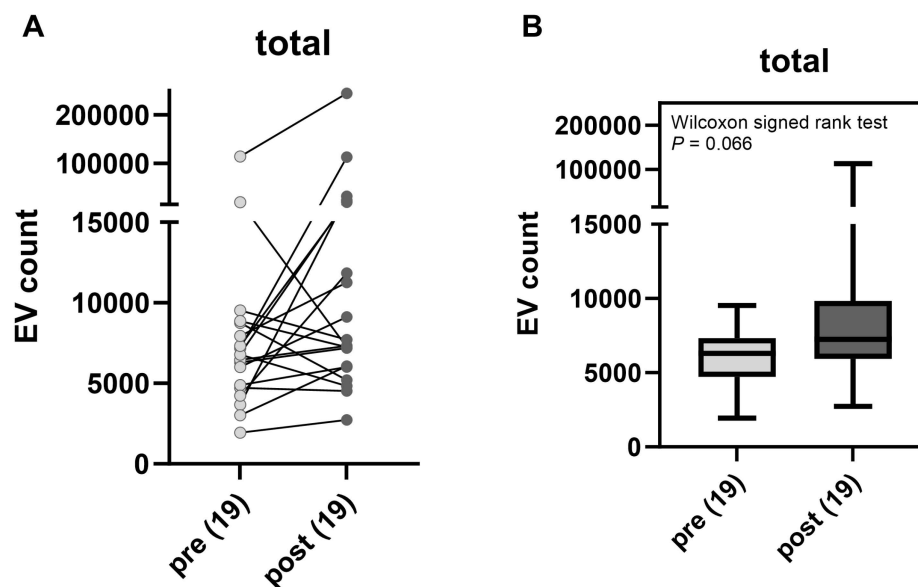 A
total
EV count
200000
100000
15000
10000
5000
0
pre (19)
post (19)
B
total
Wilcoxon signed rank test
P = 0.066
EV count
200000
100000
15000
10000
5000
0
pre (19)
post (19)